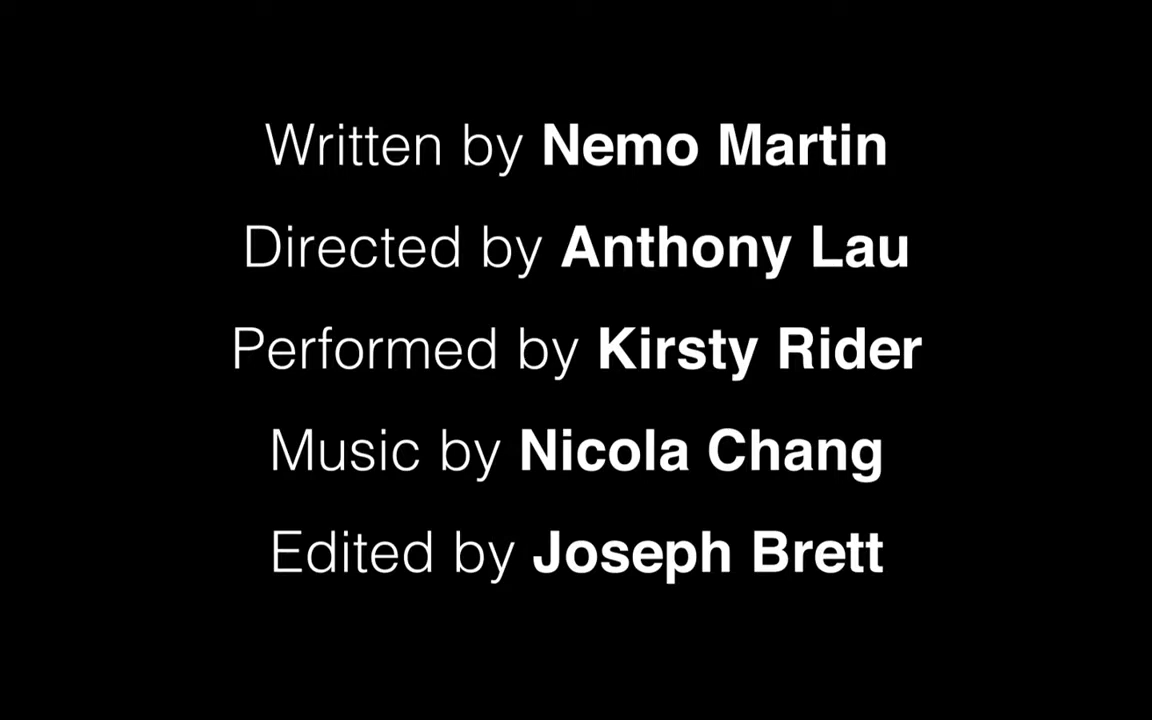 Written by Nemo Martin
Directed by Anthony Lau
Performed by Kirsty Rider
Music by Nicola Chang
Edited by Joseph Brett